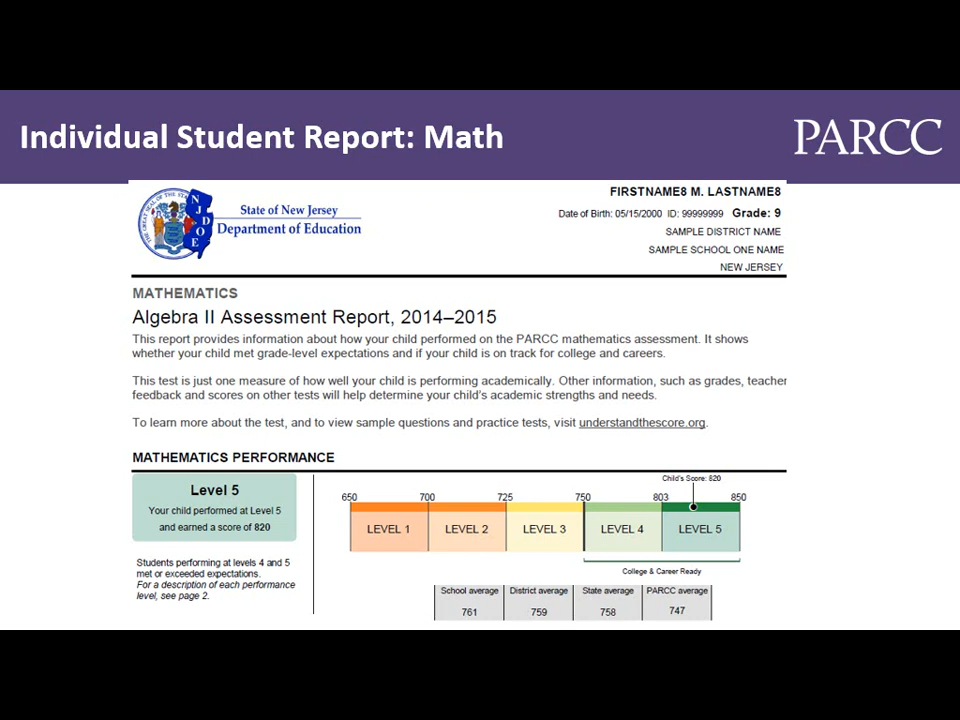 Individual Student Report: Math
PARCC
THE GREAT SEAL OF THE STATE
NJ
DOE
State of New Jersey
Department of Education
FIRSTNAME8 M. LASTNAME8
Date of Birth: 05/15/2000 ID: 99999999 Grade: 9
SAMPLE DISTRICT NAME
SAMPLE SCHOOL ONE NAME
NEW JERSEY
MATHEMATICS
Algebra II Assessment Report, 2014–2015
This report provides information about how your child performed on the PARCC mathematics assessment. It shows
whether your child met grade-level expectations and if your child is on track for college and careers.
This test is just one measure of how well your child is performing academically. Other information, such as grades, teacher
feedback and scores on other tests will help determine your child's academic strengths and needs.
To learn more about the test, and to view sample questions and practice tests, visit understandthescore.org.
MATHEMATICS PERFORMANCE
Level 5
Your child performed at Level 5
and earned a score of 820
Students performing at levels 4 and 5
met or exceeded expectations.
For a description of each performance
level, see page 2.
Child's Score: 820
650 700 725 750 803 850
LEVEL 1 LEVEL 2 LEVEL 3 LEVEL 4 LEVEL 5
College & Career Ready
School average District average State average PARCC average
761 759 758 747